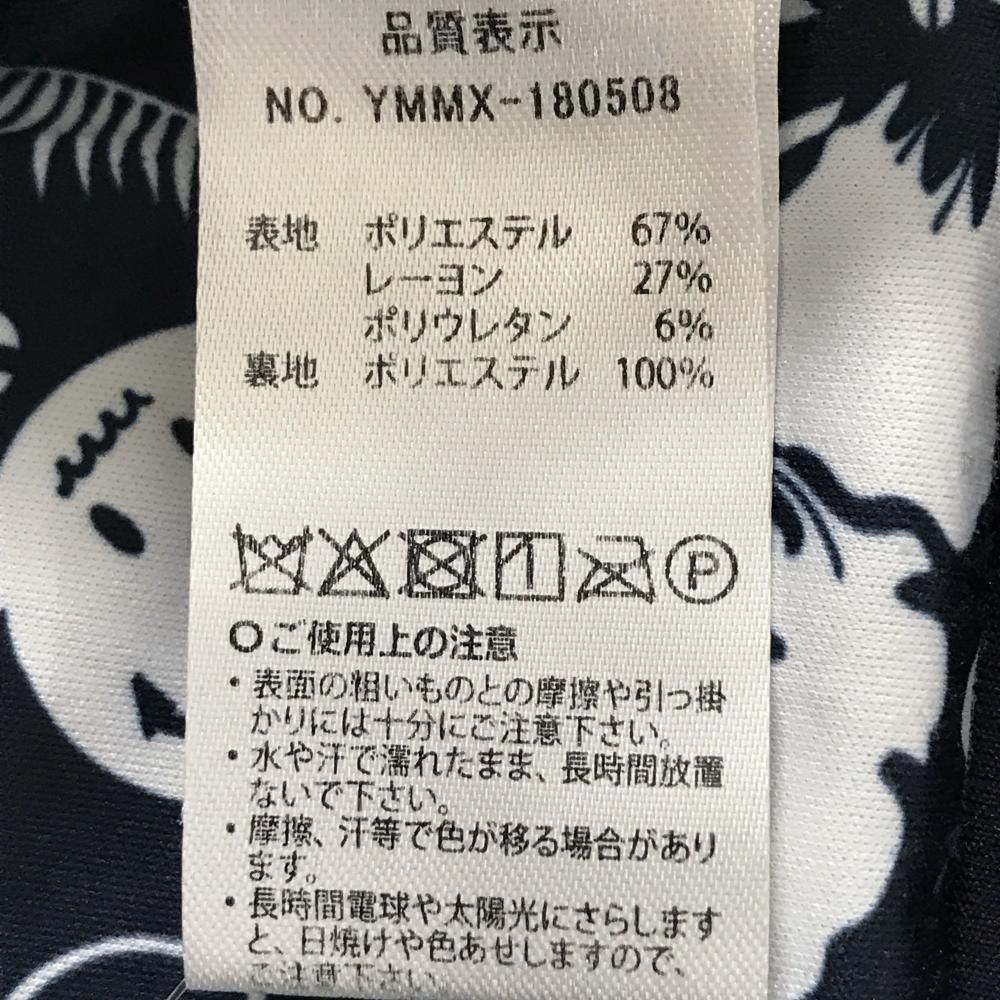 品質表示
NO. YMMX-180508
表地 ポリエステル 67%
レーヨン 27%
ポリウレタン 6%
裏地 ポリエステル 100%
P
○ご使用上の注意
・表面の粗いものとの摩擦や引っ掛
かりには十分にご注意下さい。
・水や汗で濡れたまま、長時間放置
ないで下さい。
・摩擦、汗等で色が移る場合があり
ます。
・長時間電球や太陽光にさらします
と、日焼けや色あせしますので、
ご注意下さい。